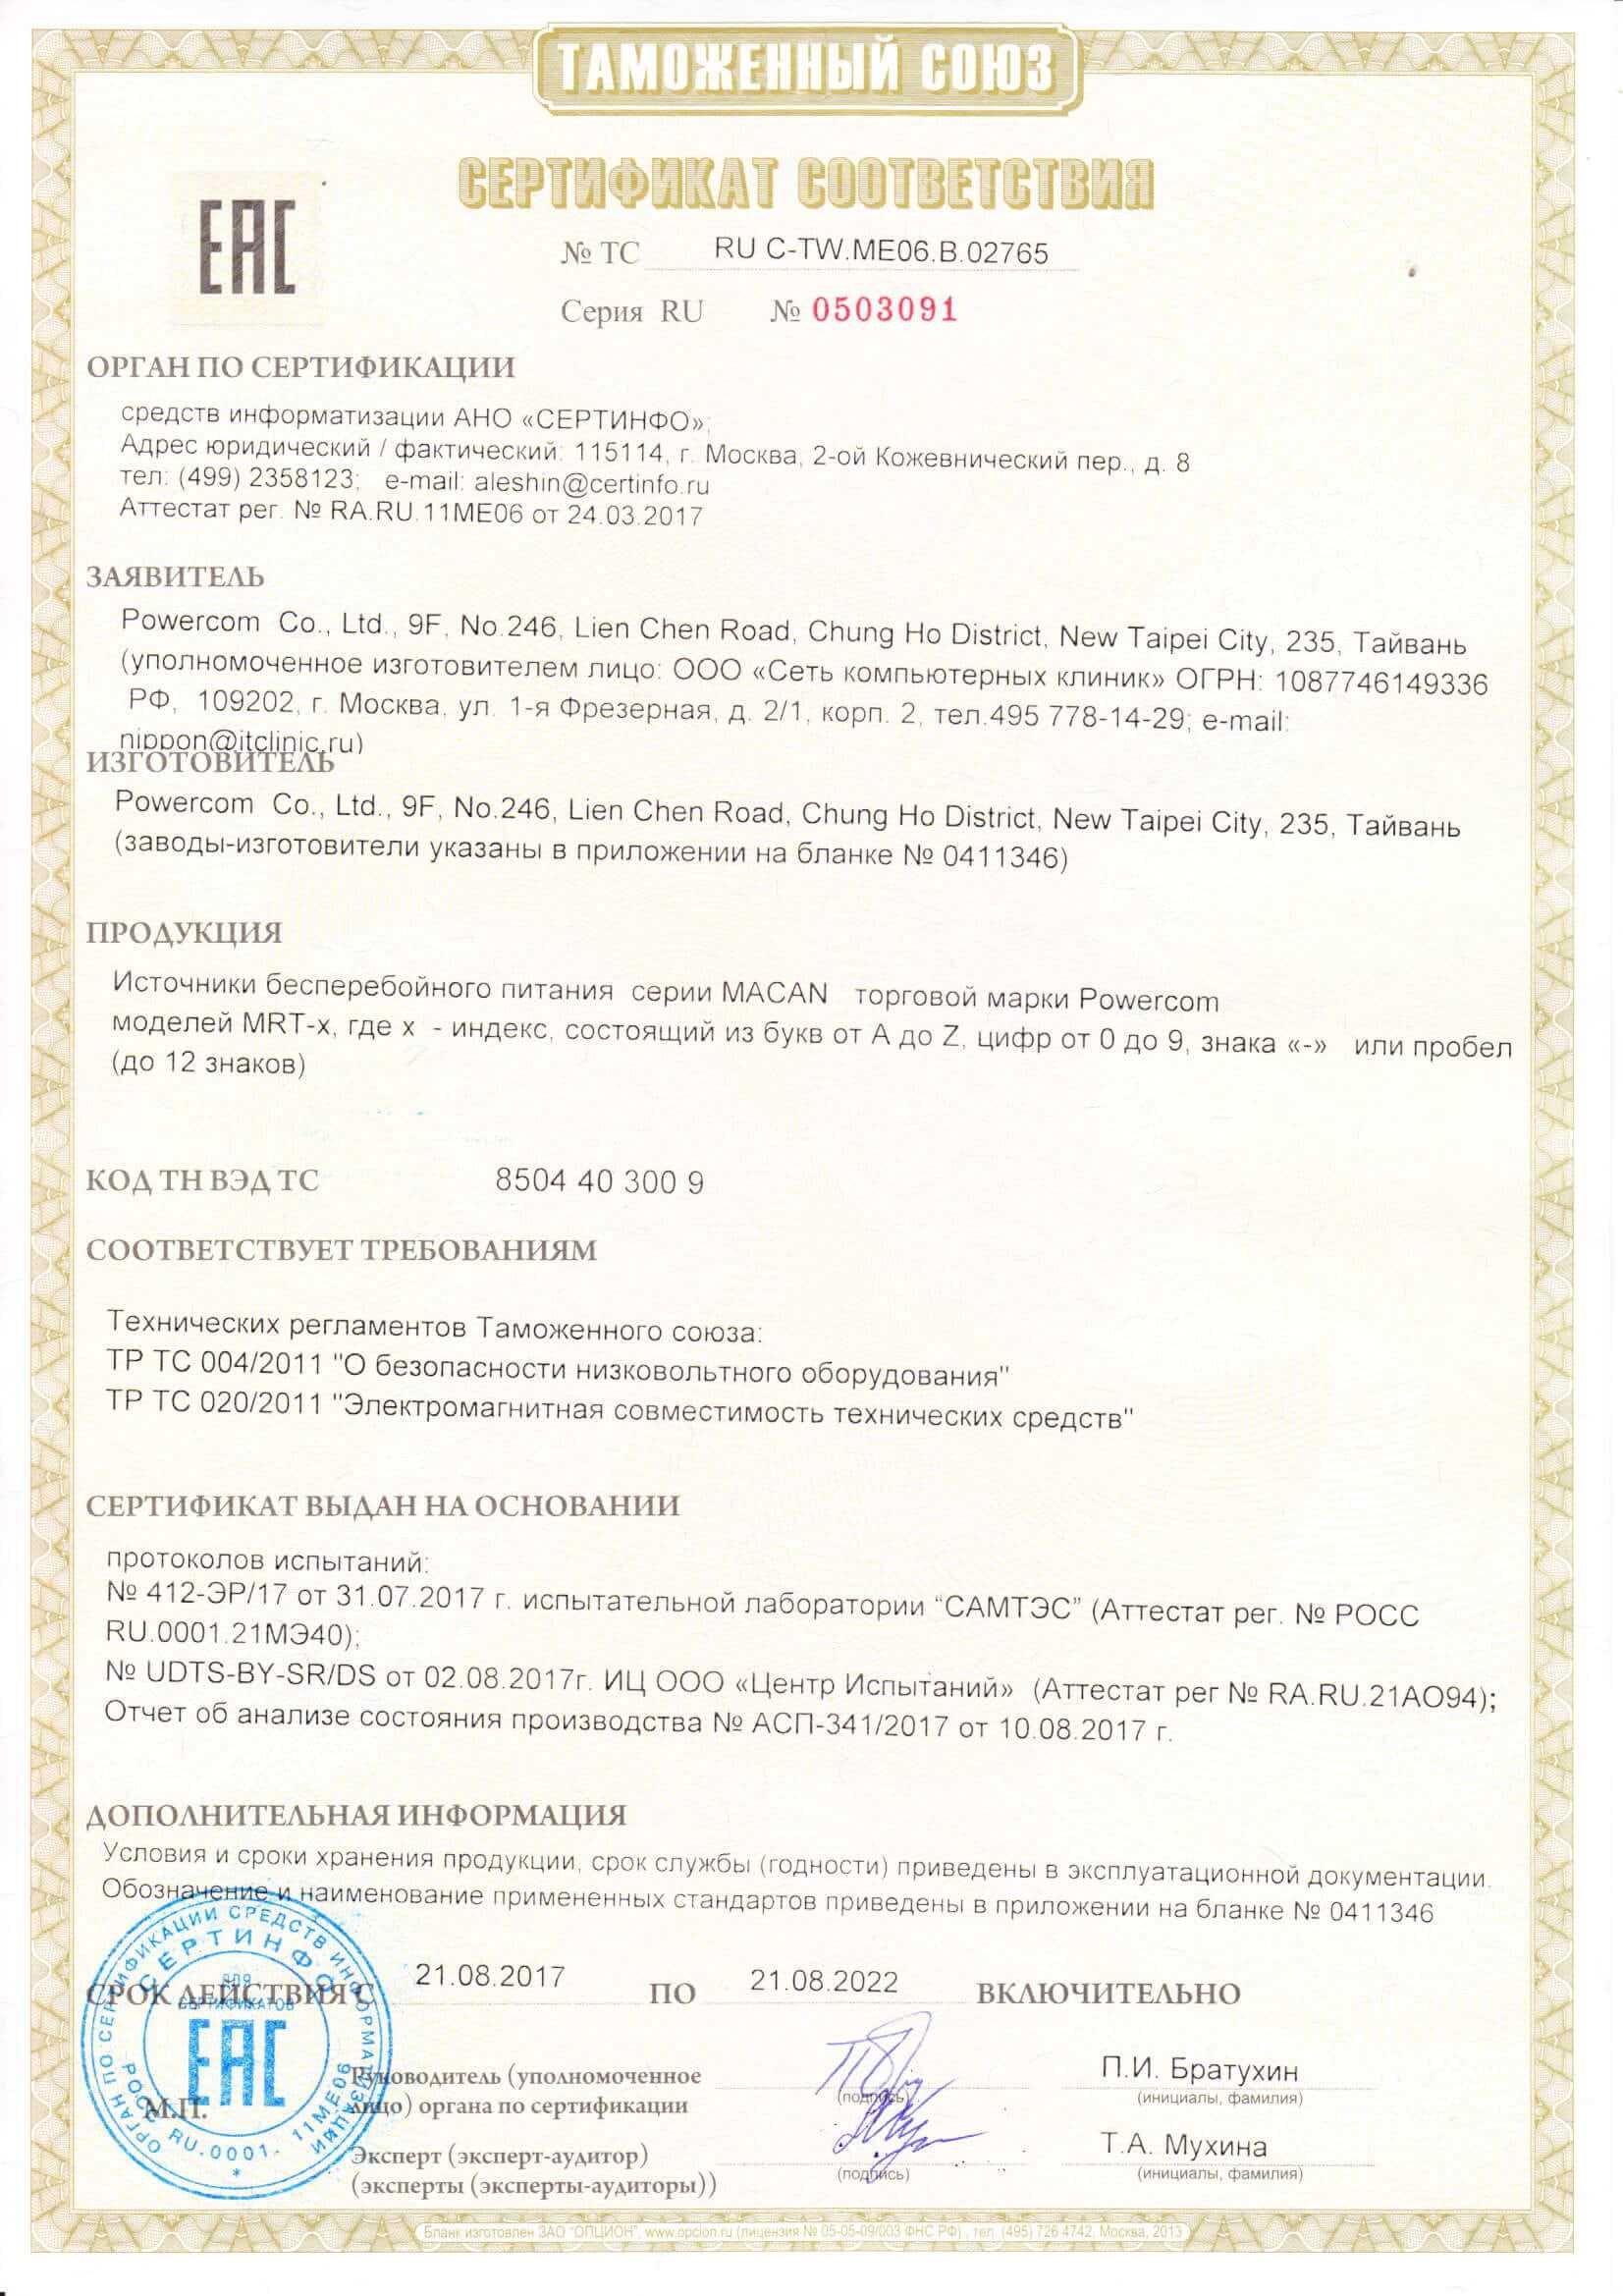 ТАМОЖЕННЫЙ СОЮЗ
СЕРТИФИКАТ СООТВЕТСТВИЯ
ЕАС
№ ТС RU C-TW.ME06.B.02765
Серия RU № 0503091
ОРГАН ПО СЕРТИФИКАЦИИ
средств информатизации АНО «СЕРТИНФО»;
Адрес юридический / фактический: 115114, г. Москва, 2-ой Кожевнический пер., д. 8
тел: (499) 2358123; e-mail: aleshin@certinfo.ru
Аттестат рег. № RA.RU.11ME06 от 24.03.2017
ЗАЯВИТЕЛЬ
Powercom Co., Ltd., 9F, No.246, Lien Chen Road, Chung Ho District, New Taipei City, 235, Тайвань
(уполномоченное изготовителем лицо: ООО «Сеть компьютерных клиник» ОГРН: 1087746149336
РФ, 109202, г. Москва, ул. 1-я Фрезерная, д. 2/1, корп. 2, тел.495 778-14-29; e-mail:
nippon@itclinic.ru)
ИЗГОТОВИТЕЛЬ
Powercom Co., Ltd., 9F, No.246, Lien Chen Road, Chung Ho District, New Taipei City, 235, Тайвань
(заводы-изготовители указаны в приложении на бланке № 0411346)
ПРОДУКЦИЯ
Источники бесперебойного питания серии MACAN торговой марки Powercom
моделей MRT-x, где x - индекс, состоящий из букв от A до Z, цифр от 0 до 9, знака «-» или пробел
(до 12 знаков)
КОД ТН ВЭД ТС 8504 40 300 9
СООТВЕТСТВУЕТ ТРЕБОВАНИЯМ
Технических регламентов Таможенного союза:
ТР ТС 004/2011 "О безопасности низковольтного оборудования"
ТР ТС 020/2011 "Электромагнитная совместимость технических средств"
СЕРТИФИКАТ ВЫДАН НА ОСНОВАНИИ
протоколов испытаний:
№ 412-ЭР/17 от 31.07.2017 г. испытательной лаборатории “САМТЭС” (Аттестат рег. № РОСС
RU.0001.21МЭ40);
№ UDTS-BY-SR/DS от 02.08.2017г. ИЦ ООО «Центр Испытаний» (Аттестат рег № RA.RU.21АО94);
Отчет об анализе состояния производства № АСП-341/2017 от 10.08.2017 г.
ДОПОЛНИТЕЛЬНАЯ ИНФОРМАЦИЯ
Условия и сроки хранения продукции, срок службы (годности) приведены в эксплуатационной документации.
Обозначение и наименование примененных стандартов приведены в приложении на бланке № 0411346
СРОК ДЕЙСТВИЯ С 21.08.2017 ПО 21.08.2022 ВКЛЮЧИТЕЛЬНО
ОРГАН ПО СЕРТИФИКАЦИИ СРЕДСТВ ИНФОРМАТИЗАЦИИ
СЕРТИНФО
ДЛЯ
СЕРТИФИКАТОВ
ЕАС
РОСС RU.0001. 11МЕ06
М.П.
Руководитель (уполномоченное
лицо) органа по сертификации
(подпись)
П.И. Братухин
(инициалы, фамилия)
Эксперт (эксперт-аудитор)
(эксперты (эксперты-аудиторы))
(подпись)
Т.А. Мухина
(инициалы, фамилия)
Бланк изготовлен ЗАО "ОПЦИОН", www.opcion.ru (лицензия № 05-05-09/003 ФНС РФ), тел. (495) 726 4742, Москва, 2013